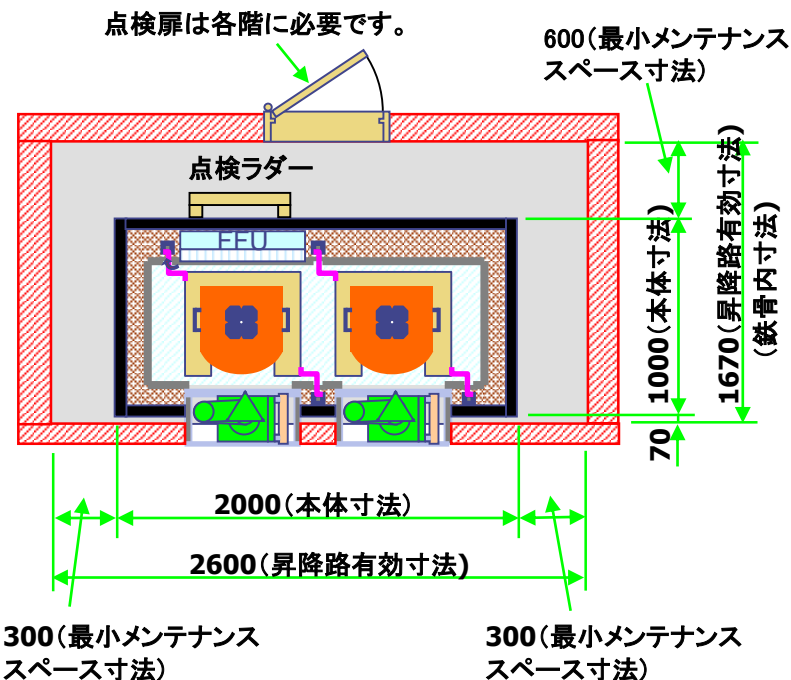 点検扉は各階に必要です。
600（最小メンテナンス
スペース寸法）
点検ラダー
FFU
1000（本体寸法）
70
1670（昇降路有効寸法）
（鉄骨内寸法）
2000（本体寸法）
2600（昇降路有効寸法）
300（最小メンテナンス
スペース寸法）
300（最小メンテナンス
スペース寸法）